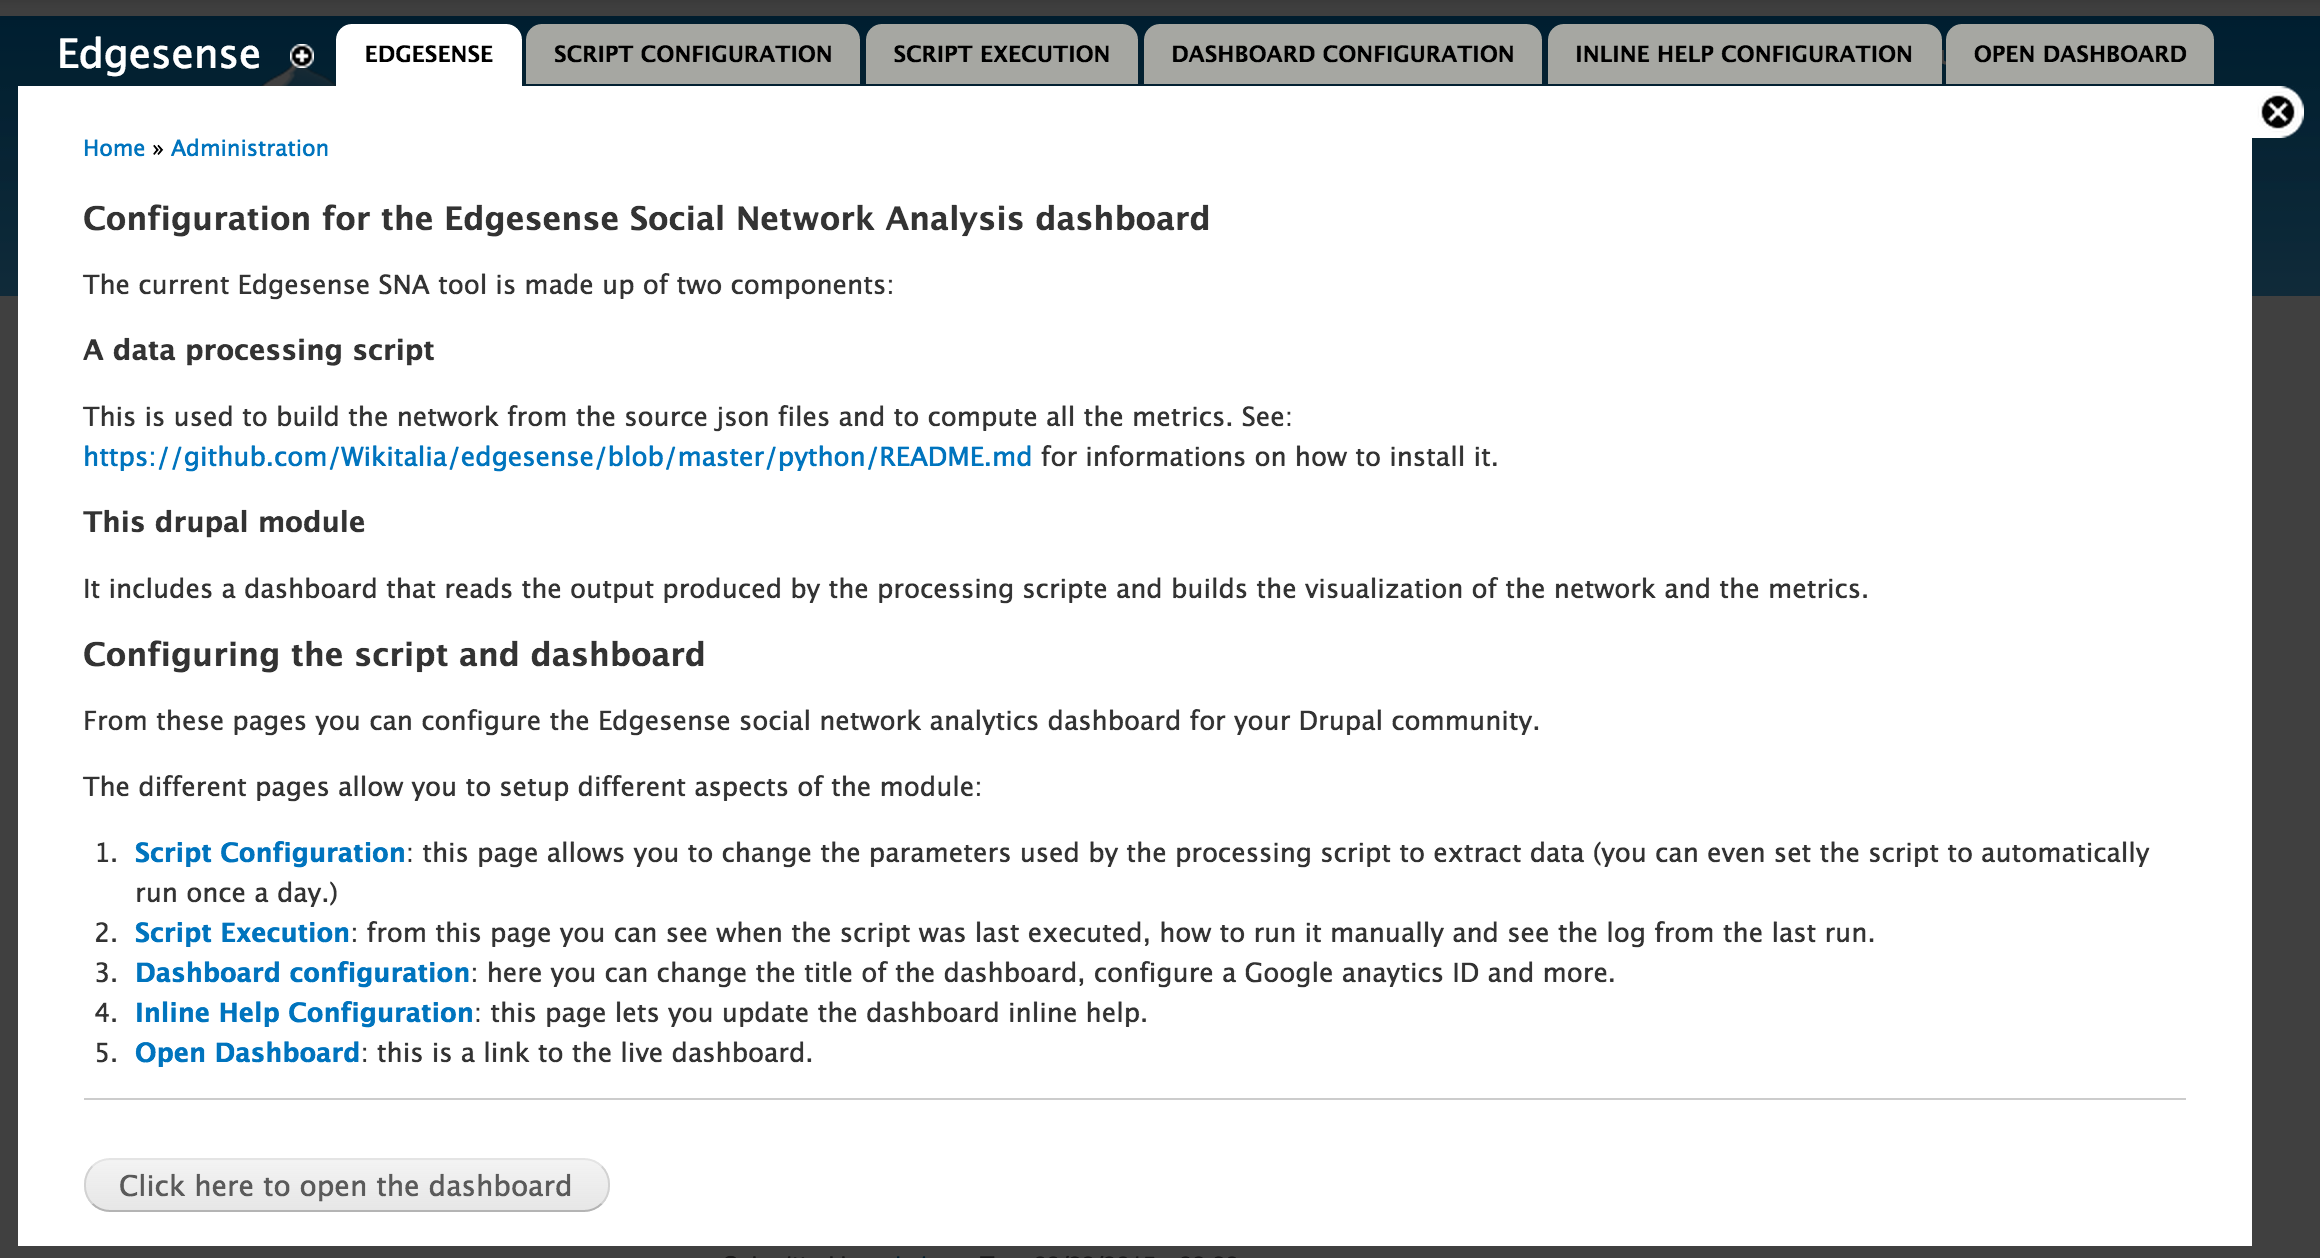 Edgesense
EDGESENSE
SCRIPT CONFIGURATION
SCRIPT EXECUTION
DASHBOARD CONFIGURATION
INLINE HELP CONFIGURATION
OPEN DASHBOARD
Home » Administration
Configuration for the Edgesense Social Network Analysis dashboard
The current Edgesense SNA tool is made up of two components:
A data processing script
This is used to build the network from the source json files and to compute all the metrics. See:
https://github.com/Wikitalia/edgesense/blob/master/python/README.md for informations on how to install it.
This drupal module
It includes a dashboard that reads the output produced by the processing scripte and builds the visualization of the network and the metrics.
Configuring the script and dashboard
From these pages you can configure the Edgesense social network analytics dashboard for your Drupal community.
The different pages allow you to setup different aspects of the module:
1. Script Configuration: this page allows you to change the parameters used by the processing script to extract data (you can even set the script to automatically
run once a day.)
2. Script Execution: from this page you can see when the script was last executed, how to run it manually and see the log from the last run.
3. Dashboard configuration: here you can change the title of the dashboard, configure a Google anaytics ID and more.
4. Inline Help Configuration: this page lets you update the dashboard inline help.
5. Open Dashboard: this is a link to the live dashboard.
Click here to open the dashboard